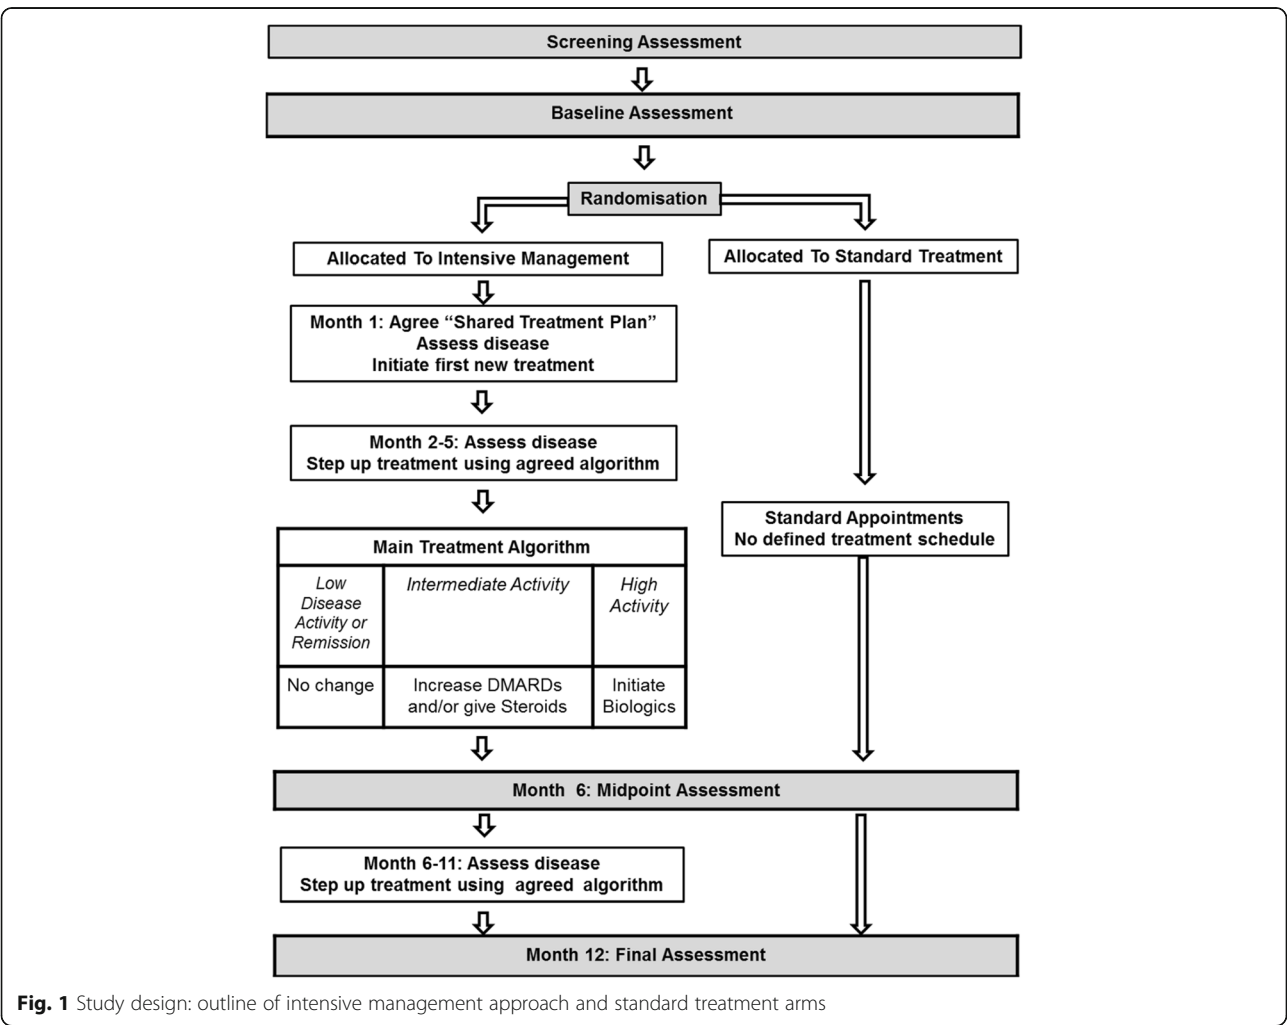 Screening Assessment
Baseline Assessment
Randomisation
Allocated To Intensive Management
Allocated To Standard Treatment
Month 1: Agree “Shared Treatment Plan”
Assess disease
Initiate first new treatment
Month 2-5: Assess disease
Step up treatment using agreed algorithm
Standard Appointments
No defined treatment schedule
Main Treatment Algorithm
Low
Disease
Activity or
Remission
Intermediate Activity
High
Activity
No change
Increase DMARDs
and/or give Steroids
Initiate
Biologics
Month 6: Midpoint Assessment
Month 6-11: Assess disease
Step up treatment using agreed algorithm
Month 12: Final Assessment
Fig. 1 Study design: outline of intensive management approach and standard treatment arms